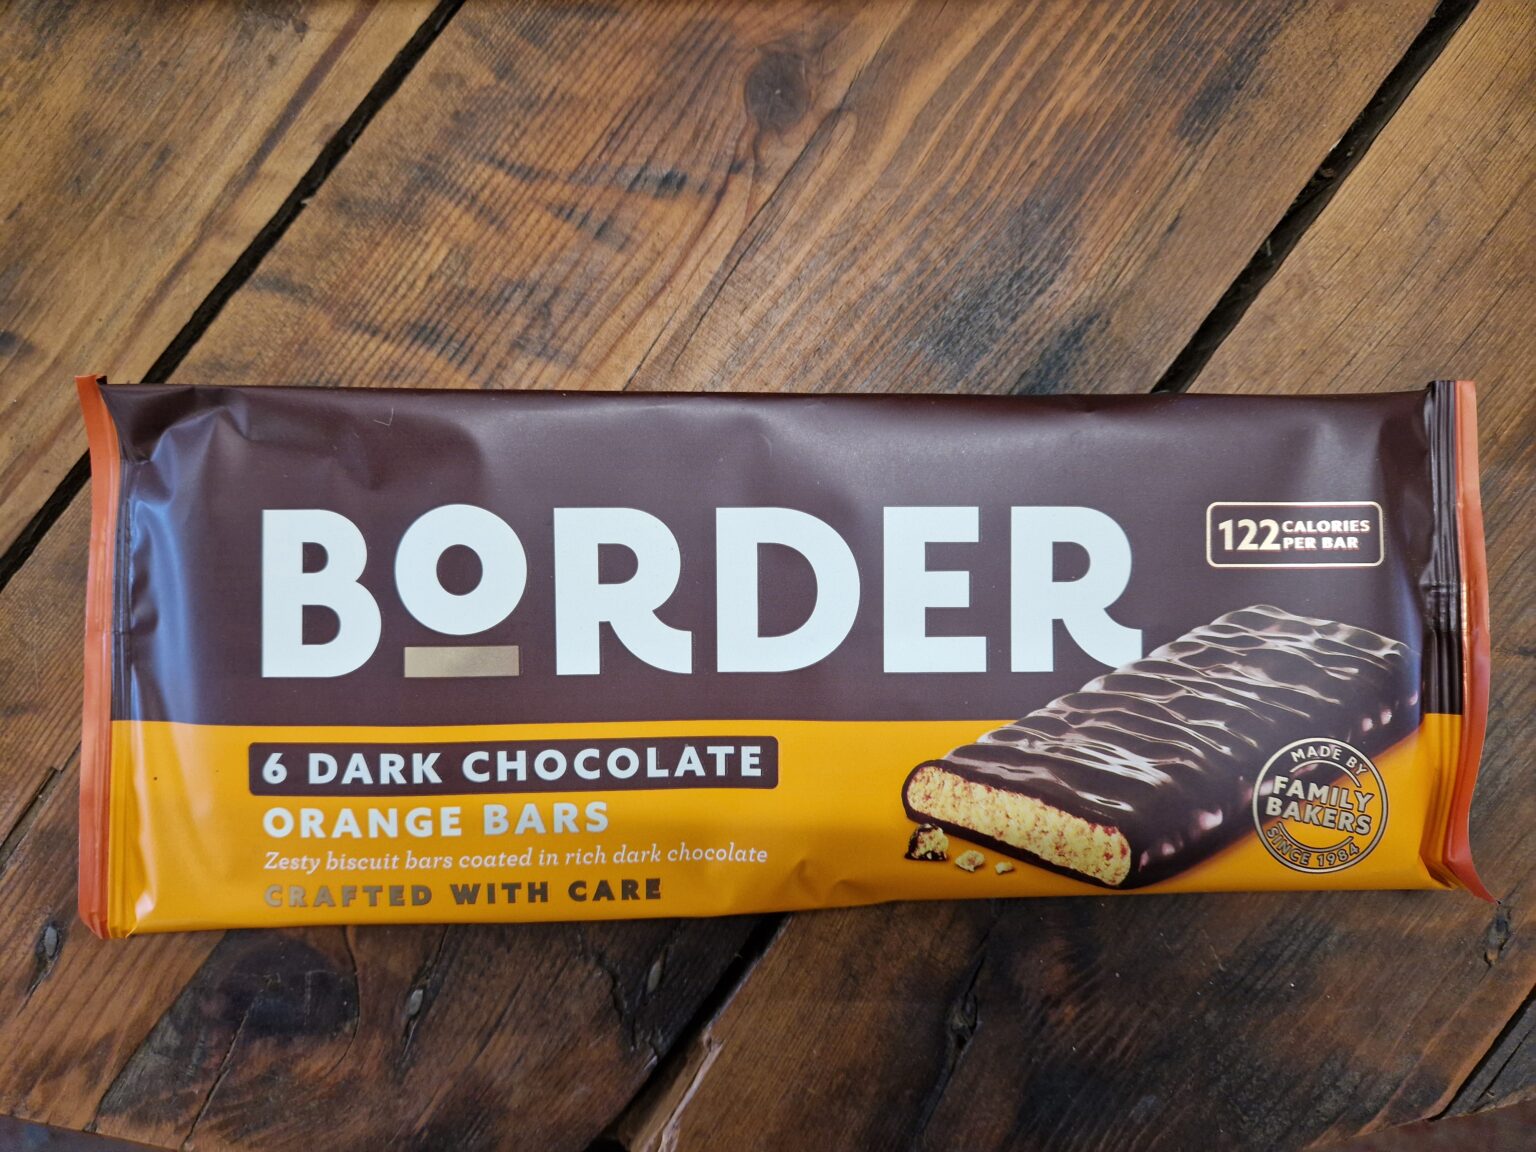 BORDER
122 CALORIES
PER BAR
6 DARK CHOCOLATE
ORANGE BARS
Zesty biscuit bars coated in rich dark chocolate
CRAFTED WITH CARE
MADE BY
FAMILY
BAKERS
SINCE 1984